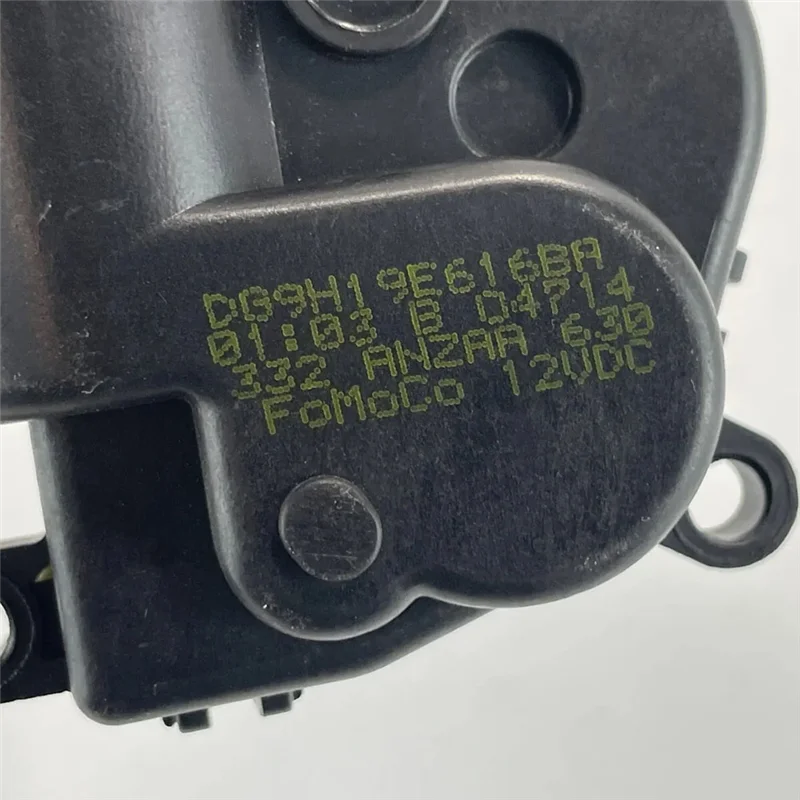 DG9H19E616BA
01:03 B 04714
332 ANZAA 630
FoMoCo 12VDC